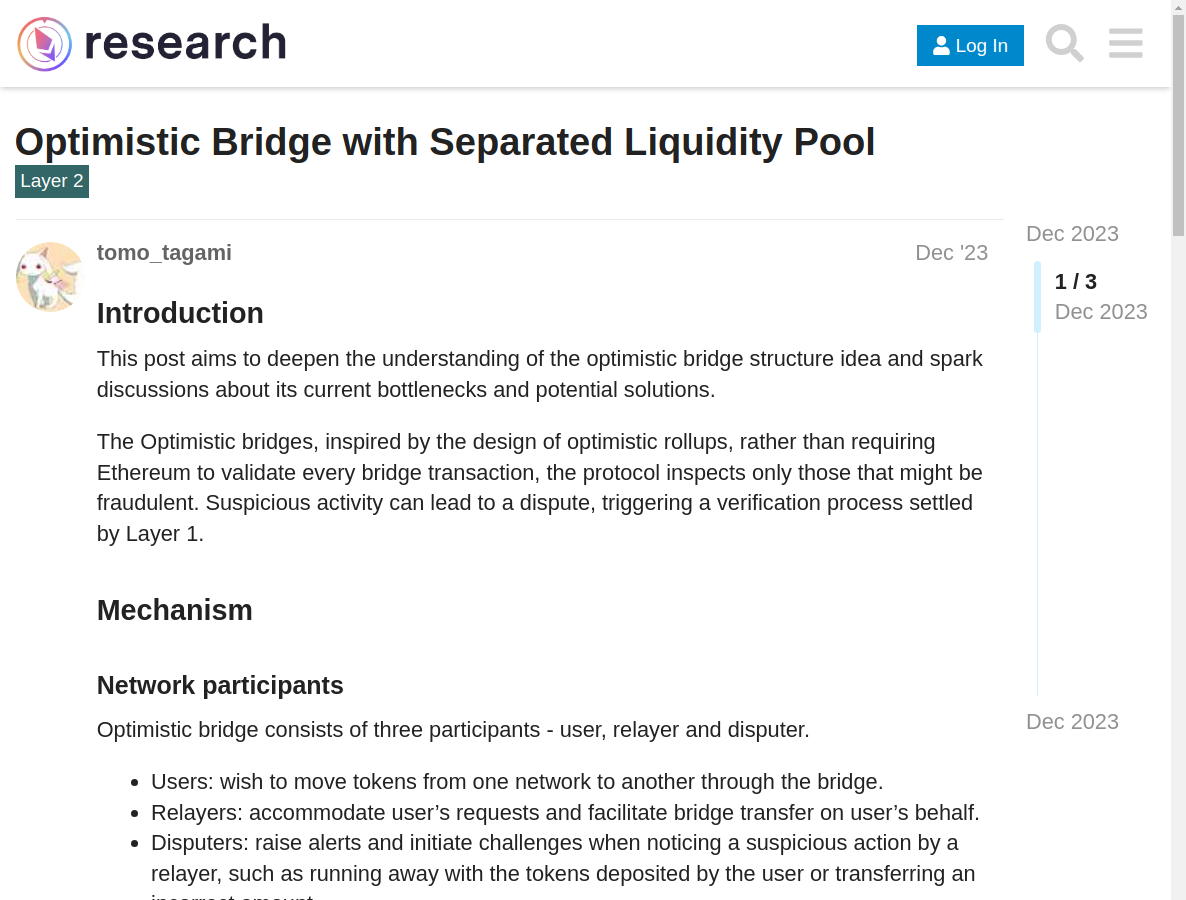 research
Log In
Optimistic Bridge with Separated Liquidity Pool
Layer 2
tomo_tagami
Dec '23
Dec 2023
1 / 3
Dec 2023
Introduction
This post aims to deepen the understanding of the optimistic bridge structure idea and spark
discussions about its current bottlenecks and potential solutions.
The Optimistic bridges, inspired by the design of optimistic rollups, rather than requiring
Ethereum to validate every bridge transaction, the protocol inspects only those that might be
fraudulent. Suspicious activity can lead to a dispute, triggering a verification process settled
by Layer 1.
Mechanism
Network participants
Optimistic bridge consists of three participants - user, relayer and disputer.
Dec 2023
Users: wish to move tokens from one network to another through the bridge.
Relayers: accommodate user’s requests and facilitate bridge transfer on user’s behalf.
Disputers: raise alerts and initiate challenges when noticing a suspicious action by a
relayer, such as running away with the tokens deposited by the user or transferring an